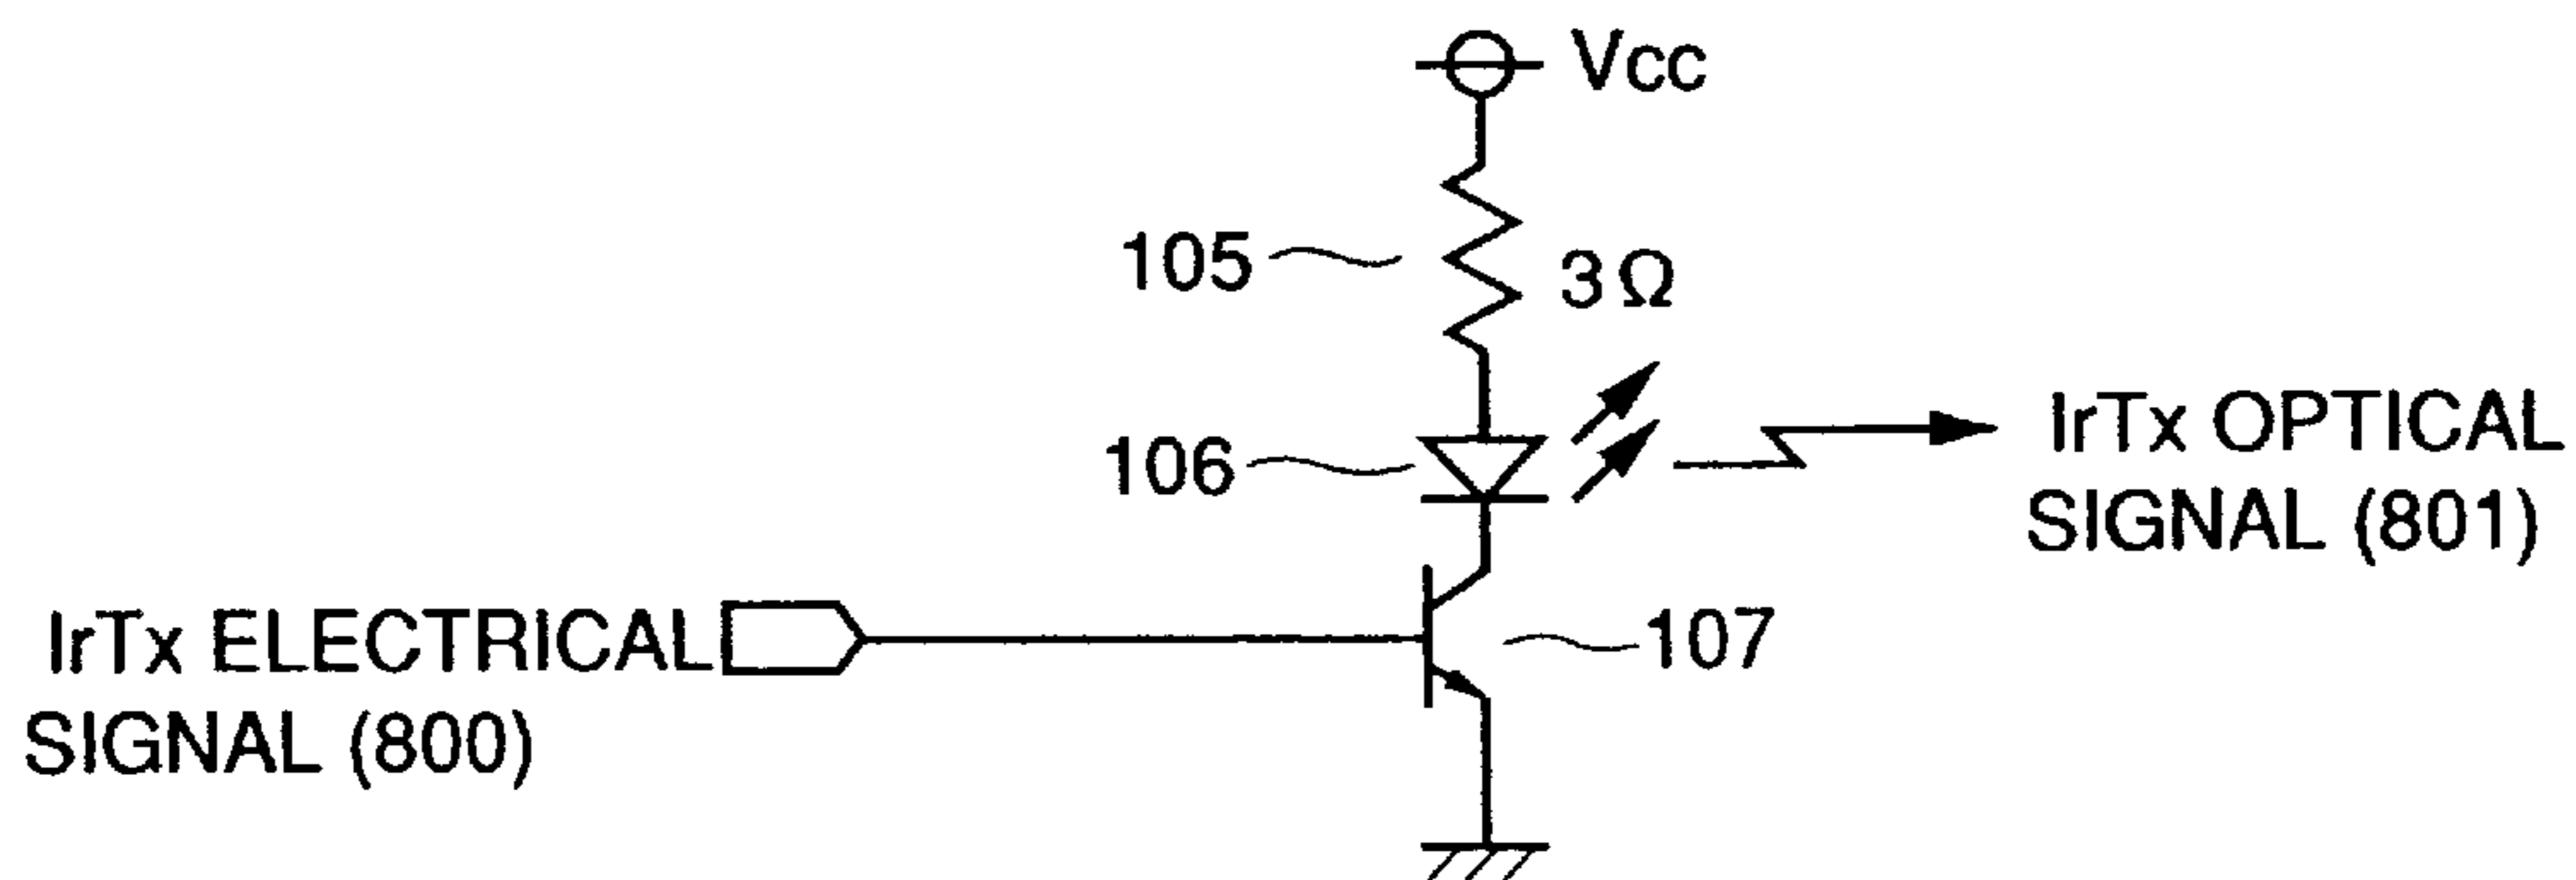 Vcc
105
3Ω
106
IrTx OPTICAL
SIGNAL (801)
IrTx ELECTRICAL
SIGNAL (800)
107